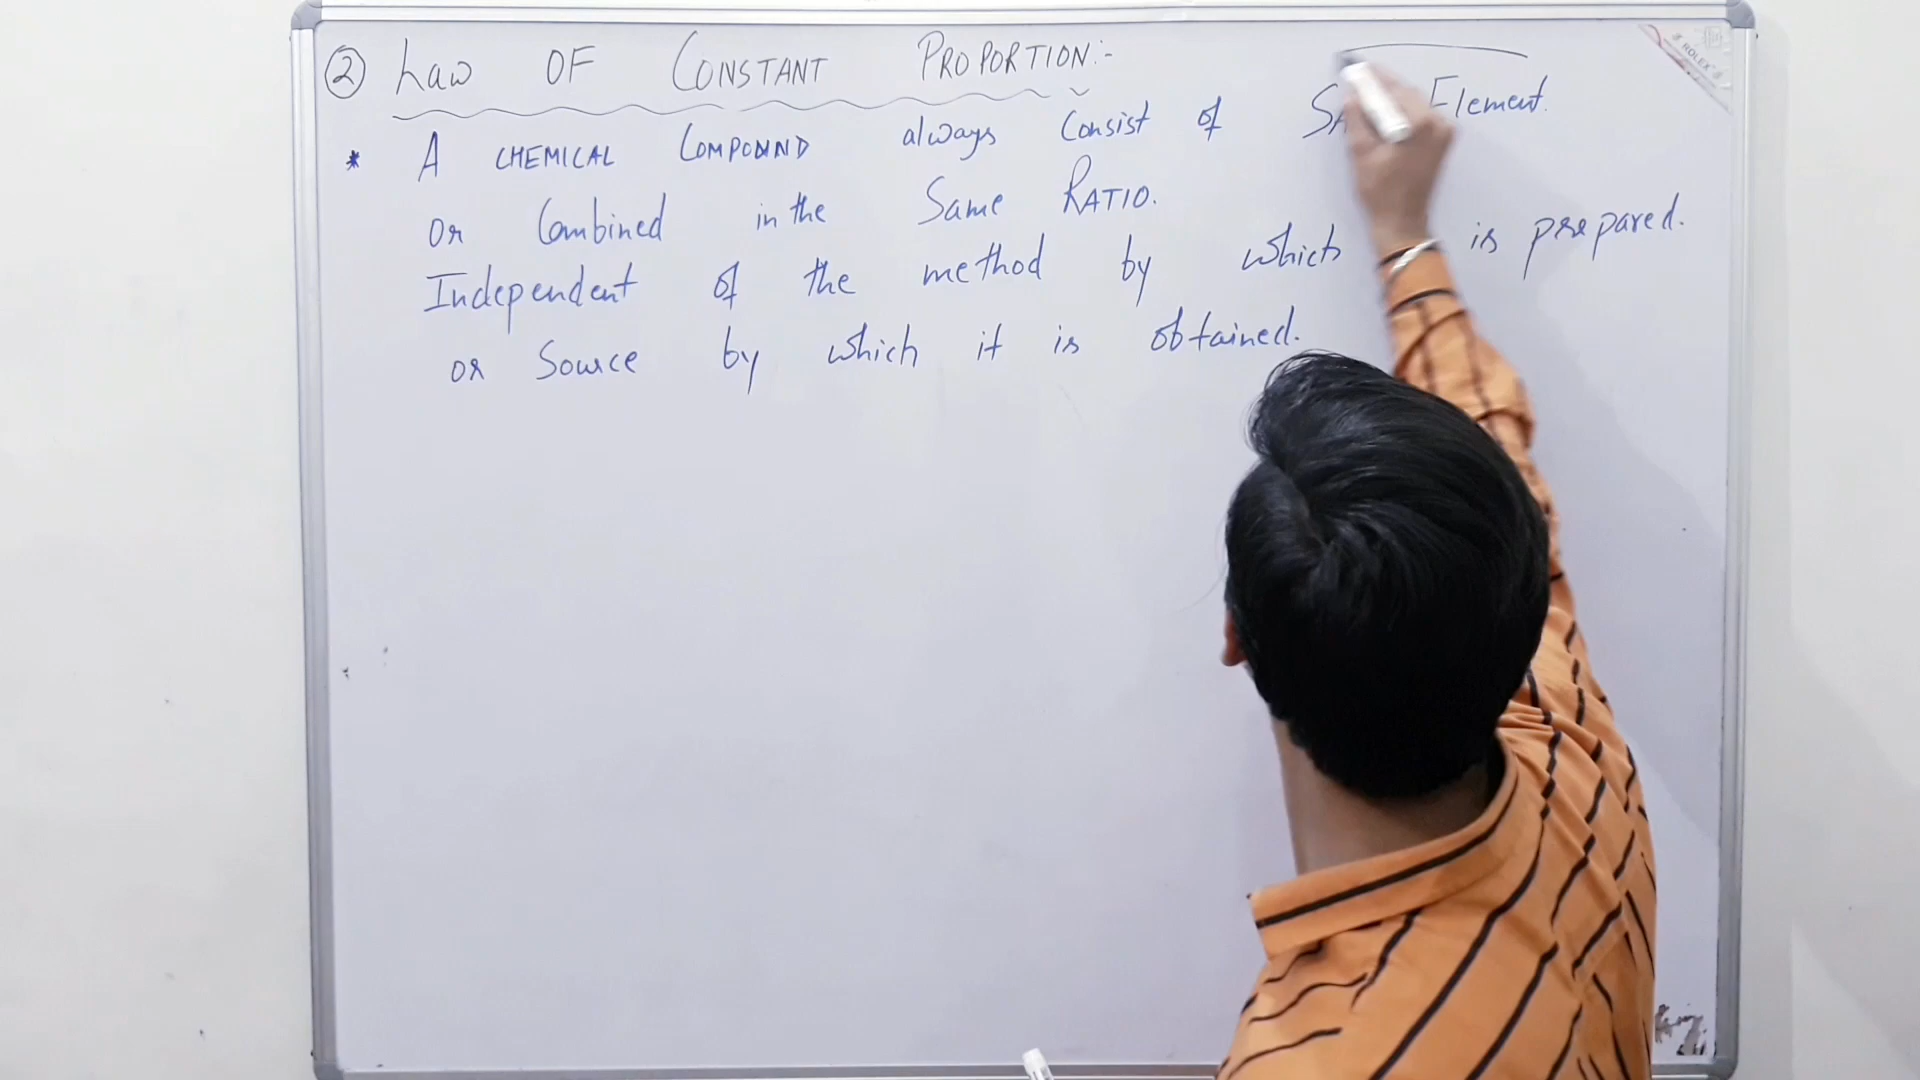 ② Law OF CONSTANT PROPORTION:-
* A CHEMICAL COMPOUND always Consist of Element.
or Combined in the Same RATIO.
Independent of the method by which is prepared.
or Source by which it is obtained.
ROLEX